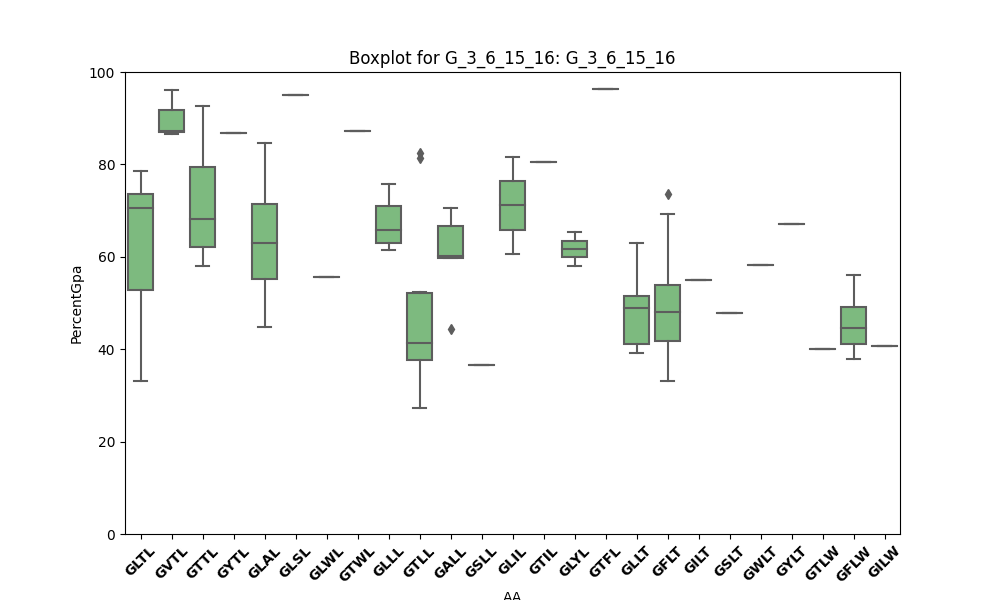 Boxplot for G_3_6_15_16: G_3_6_15_16
100
80
60
40
20
0
PercentGpa
GLTL GVTL GTTL GYTL GLAL GLSL GLWL GTWL GLLL GTLL GALL GSLL GLIL GTIL GLYL GTFL GLLT GFLT GILT GSLT GWLT GYLT GTLW GFLW GILW
AA